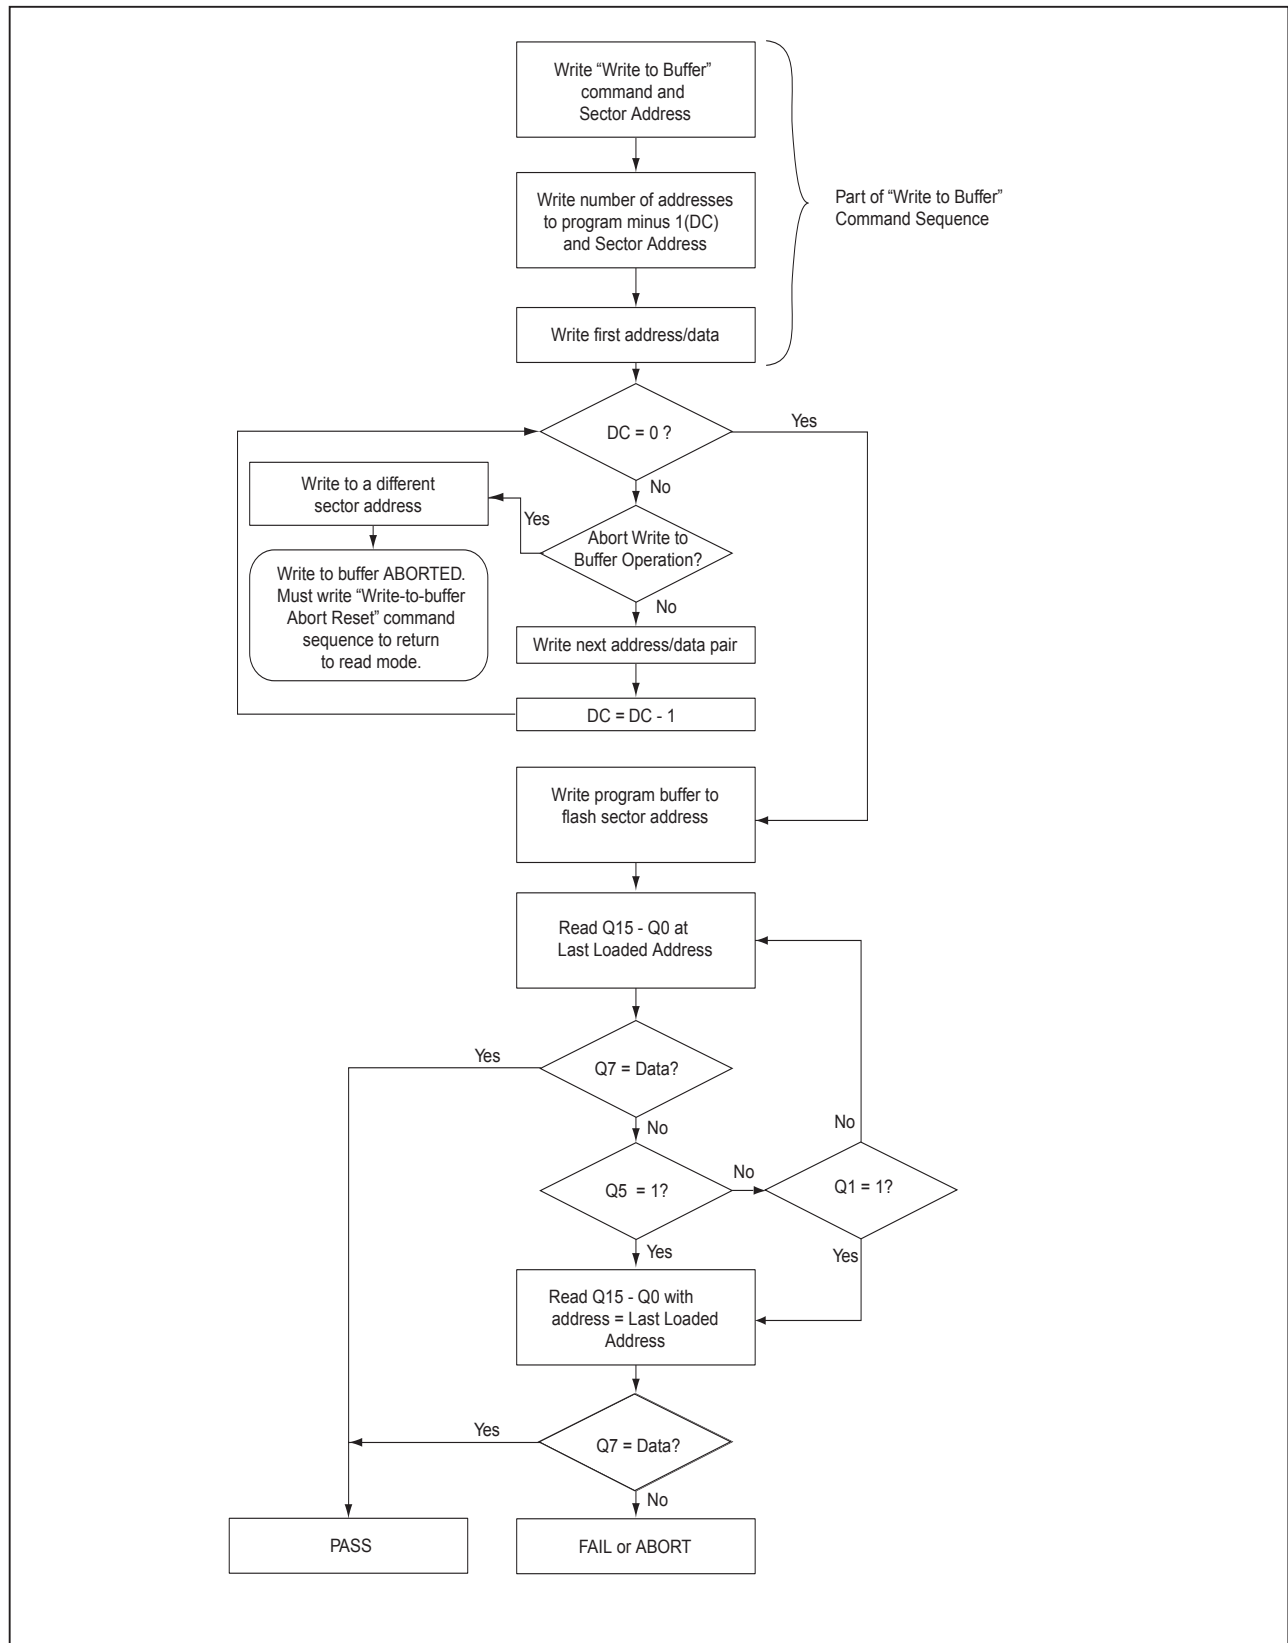 Write “Write to Buffer”
command and
Sector Address
Write number of addresses
to program minus 1(DC)
and Sector Address
Part of “Write to Buffer”
Command Sequence
Write first address/data
DC = 0 ?
Yes
No
Write to a different
sector address
Yes
Abort Write to
Buffer Operation?
Write to buffer ABORTED.
Must write “Write-to-buffer
Abort Reset” command
sequence to return
to read mode.
No
Write next address/data pair
DC = DC - 1
Write program buffer to
flash sector address
Read Q15 - Q0 at
Last Loaded Address
Yes
Q7 = Data?
No
No
Q5  = 1?
No
Q1 = 1?
Yes
Yes
Read Q15 - Q0 with
address = Last Loaded
Address
Yes
Q7 = Data?
No
PASS
FAIL or ABORT